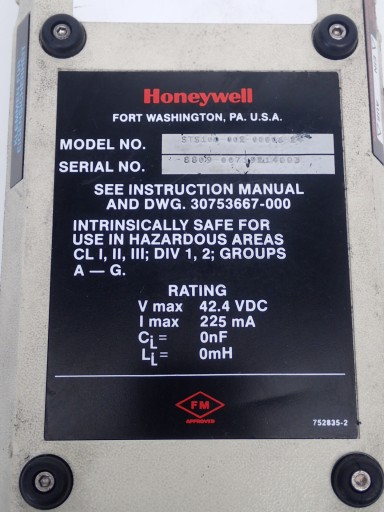 Honeywell
FORT WASHINGTON, PA. U.S.A.
MODEL NO.
SERIAL NO.
SEE INSTRUCTION MANUAL
AND DWG. 30753667-000
INTRINSICALLY SAFE FOR
USE IN HAZARDOUS AREAS
CL I, II, III; DIV 1, 2; GROUPS
A — G.
RATING
V max 42.4 VDC
I max 225 mA
Ci = 0nF
Li = 0mH
FM
APPROVED
752835-2